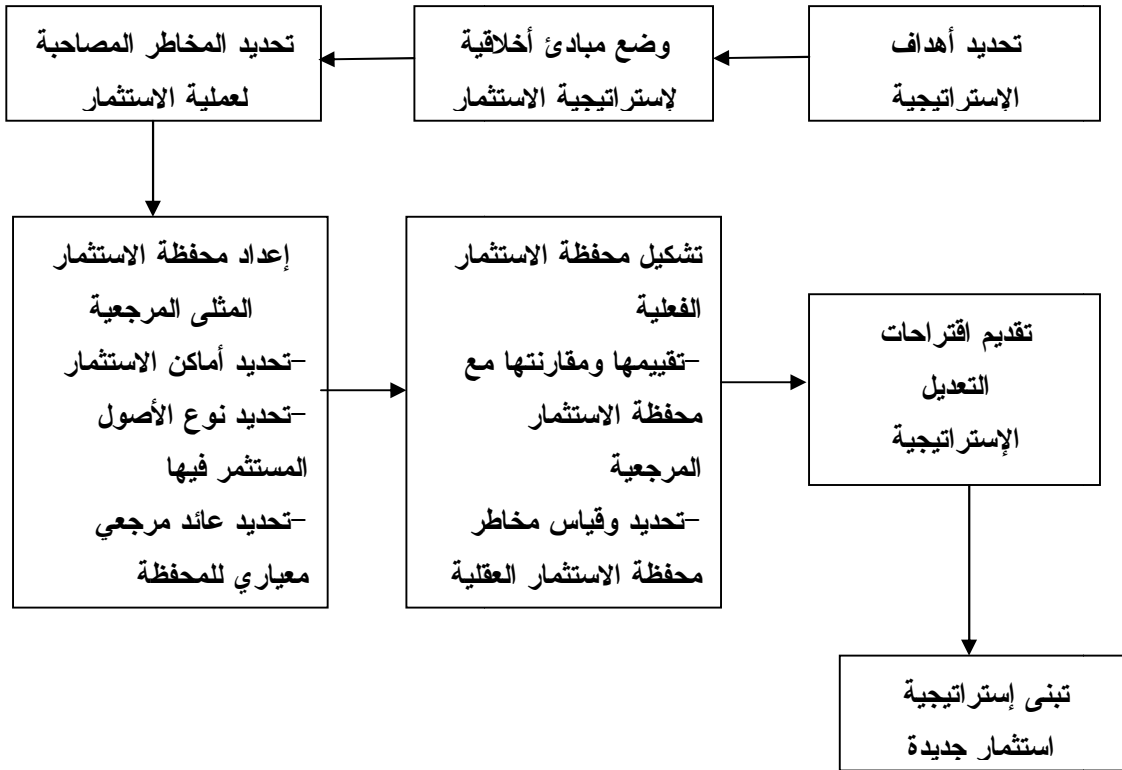 تحديد أهداف
الإستراتيجية
وضع مبادئ أخلاقية
لإستراتيجية الاستثمار
تحديد المخاطر المصاحبة
لعملية الاستثمار
إعداد محفظة الاستثمار
المثلى المرجعية
–تحديد أماكن الاستثمار
–تحديد نوع الأصول
المستثمر فيها
–تحديد عائد مرجعي
معياري للمحفظة
تشكيل محفظة الاستثمار
الفعلية
–تقييمها ومقارنتها مع
محفظة الاستثمار
المرجعية
–تحديد وقياس مخاطر
محفظة الاستثمار العقلية
تقديم اقتراحات
التعديل
الإستراتيجية
تبنى إستراتيجية
استثمار جديدة